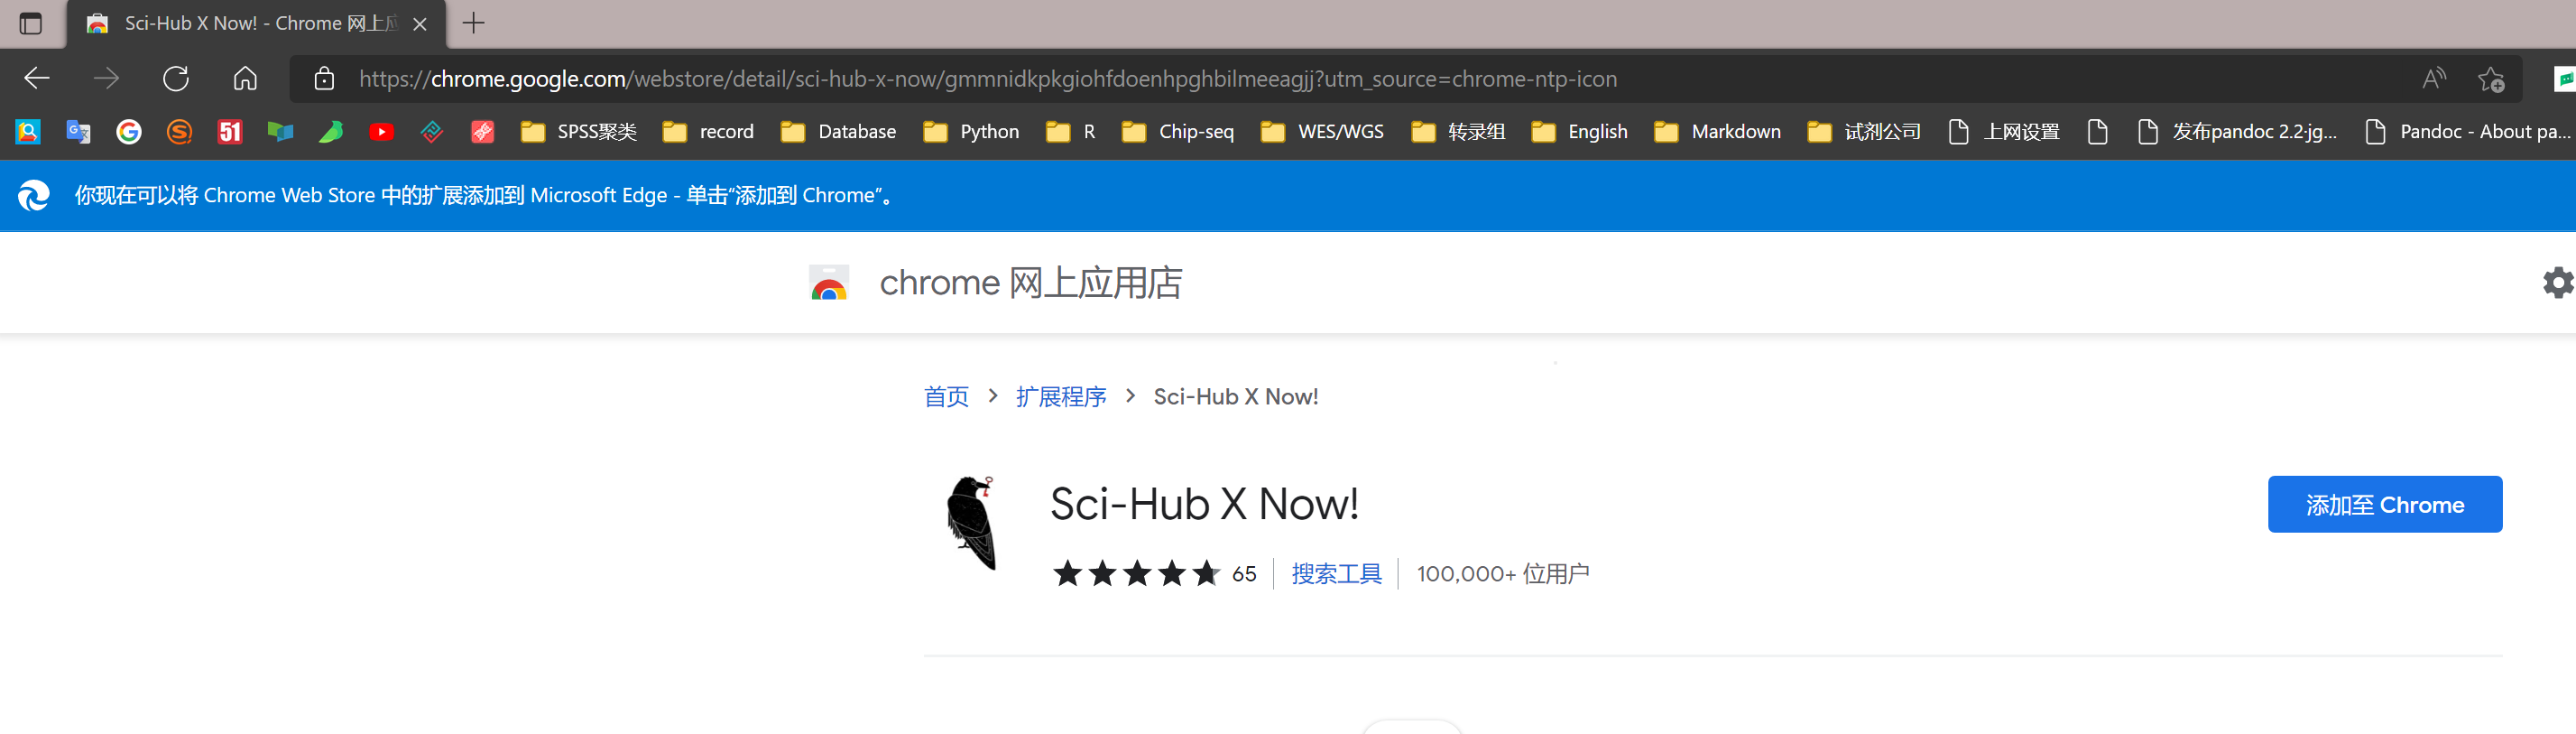 Sci-Hub X Now! - Chrome 网上应
https://chrome.google.com/webstore/detail/sci-hub-x-now/gmmnidkpkgiohfdoenhpghbilmeeagjj?utm_source=chrome-ntp-icon
51 SPSS聚类 record Database Python R Chip-seq WES/WGS 转录组 English Markdown 试剂公司 上网设置 发布pandoc 2.2·jg... Pandoc - About pa...
你现在可以将 Chrome Web Store 中的扩展添加到 Microsoft Edge - 单击“添加到 Chrome”。
chrome 网上应用店
首页 > 扩展程序 > Sci-Hub X Now!
Sci-Hub X Now!
添加至 Chrome
65 搜索工具 100,000+ 位用户